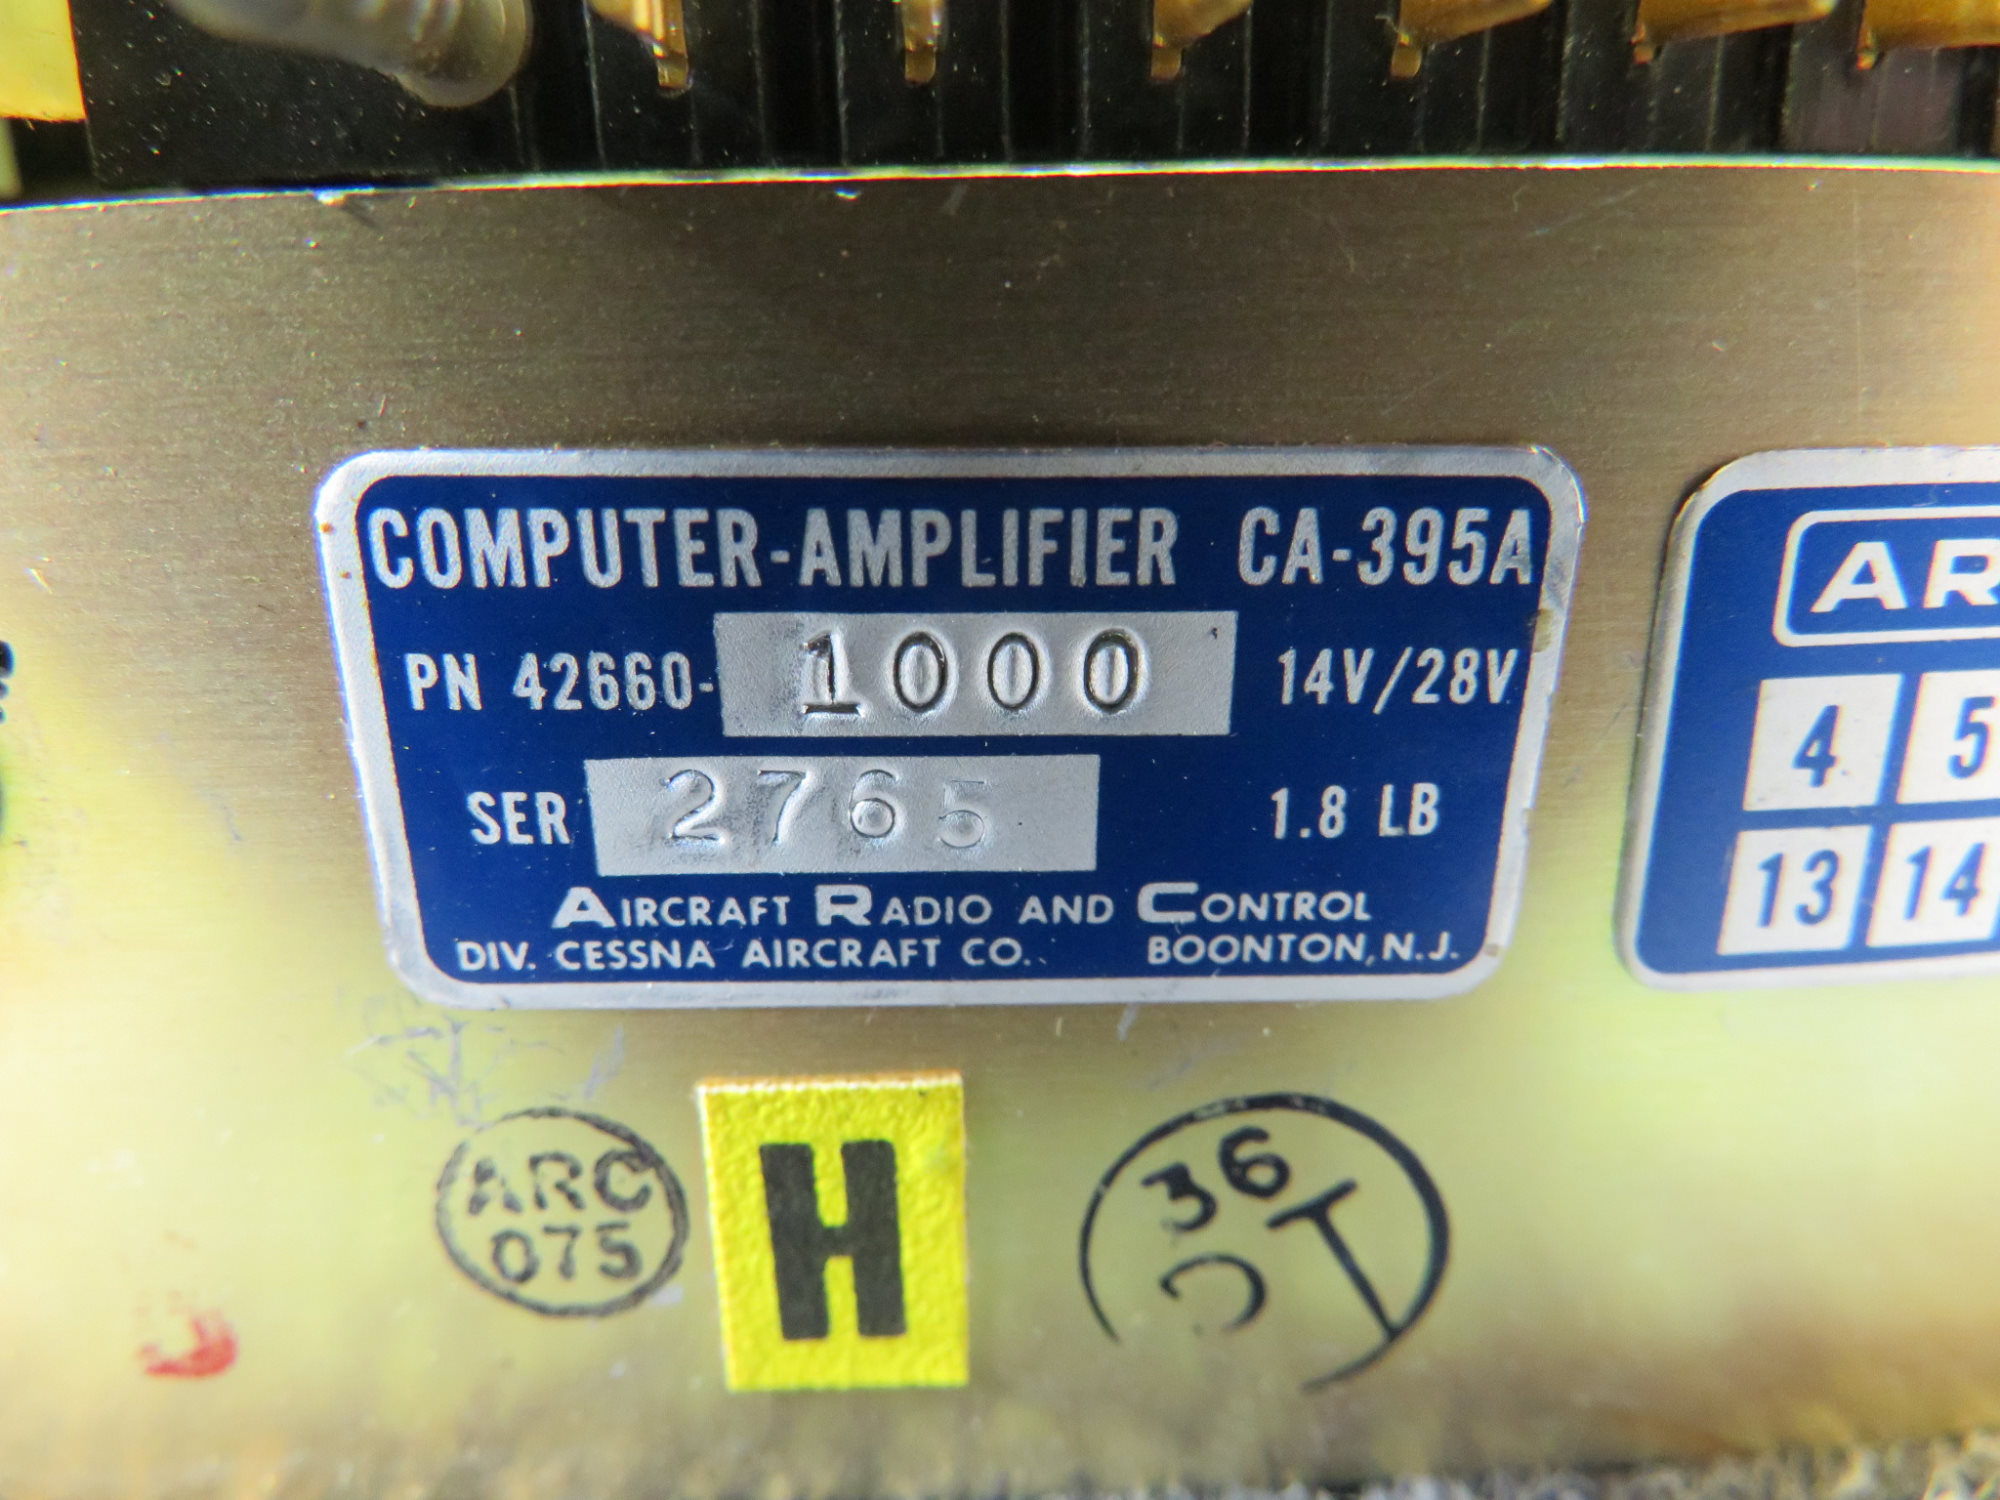 COMPUTER-AMPLIFIER CA-395A
PN 42660-1000 14V/28V
SER 2765 1.8 LB
AIRCRAFT RADIO AND CONTROL
DIV. CESSNA AIRCRAFT CO. BOONTON, N.J.
4 5
13 14
ARC
075
H
36